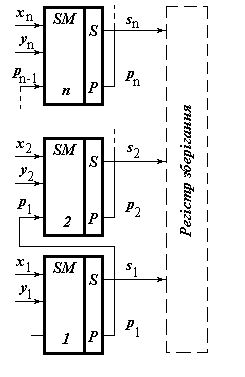 xn SM S sn
yn
pn-1
n P pn
x2 SM S s2
y2
p1
2 P p2
x1 SM S s1
y1
1 P p1
Регістр зберігання